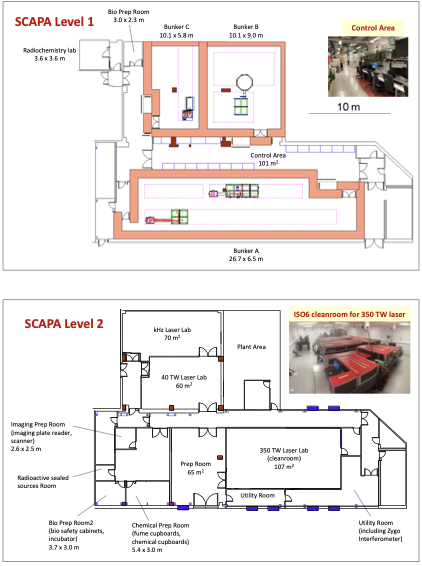 SCAPA Level 1
Bio Prep Room
3.0 x 2.3 m
Bunker C
10.1 x 5.8 m
Bunker B
10.1 x 9.0 m
Control Area
Radiochemistry lab
3.6 x 3.6 m
10 m
Control Area
101 m²
Bunker A
26.7 x 6.5 m
SCAPA Level 2
ISO6 cleanroom for 350 TW laser
kHz Laser Lab
70 m²
Plant Area
40 TW Laser Lab
60 m²
Imaging Prep Room
(imaging plate reader,
scanner)
2.6 x 2.5 m
Radioactive sealed
sources Room
Prep Room
65 m²
350 TW Laser Lab
(cleanroom)
107 m²
Utility Room
Bio Prep Room2
(bio safety cabinets,
incubator)
3.7 x 3.0 m
Chemical Prep Room
(fume cupboards,
chemical cupboards)
5.4 x 3.0 m
Utility Room
(including Zygo
Interferometer)